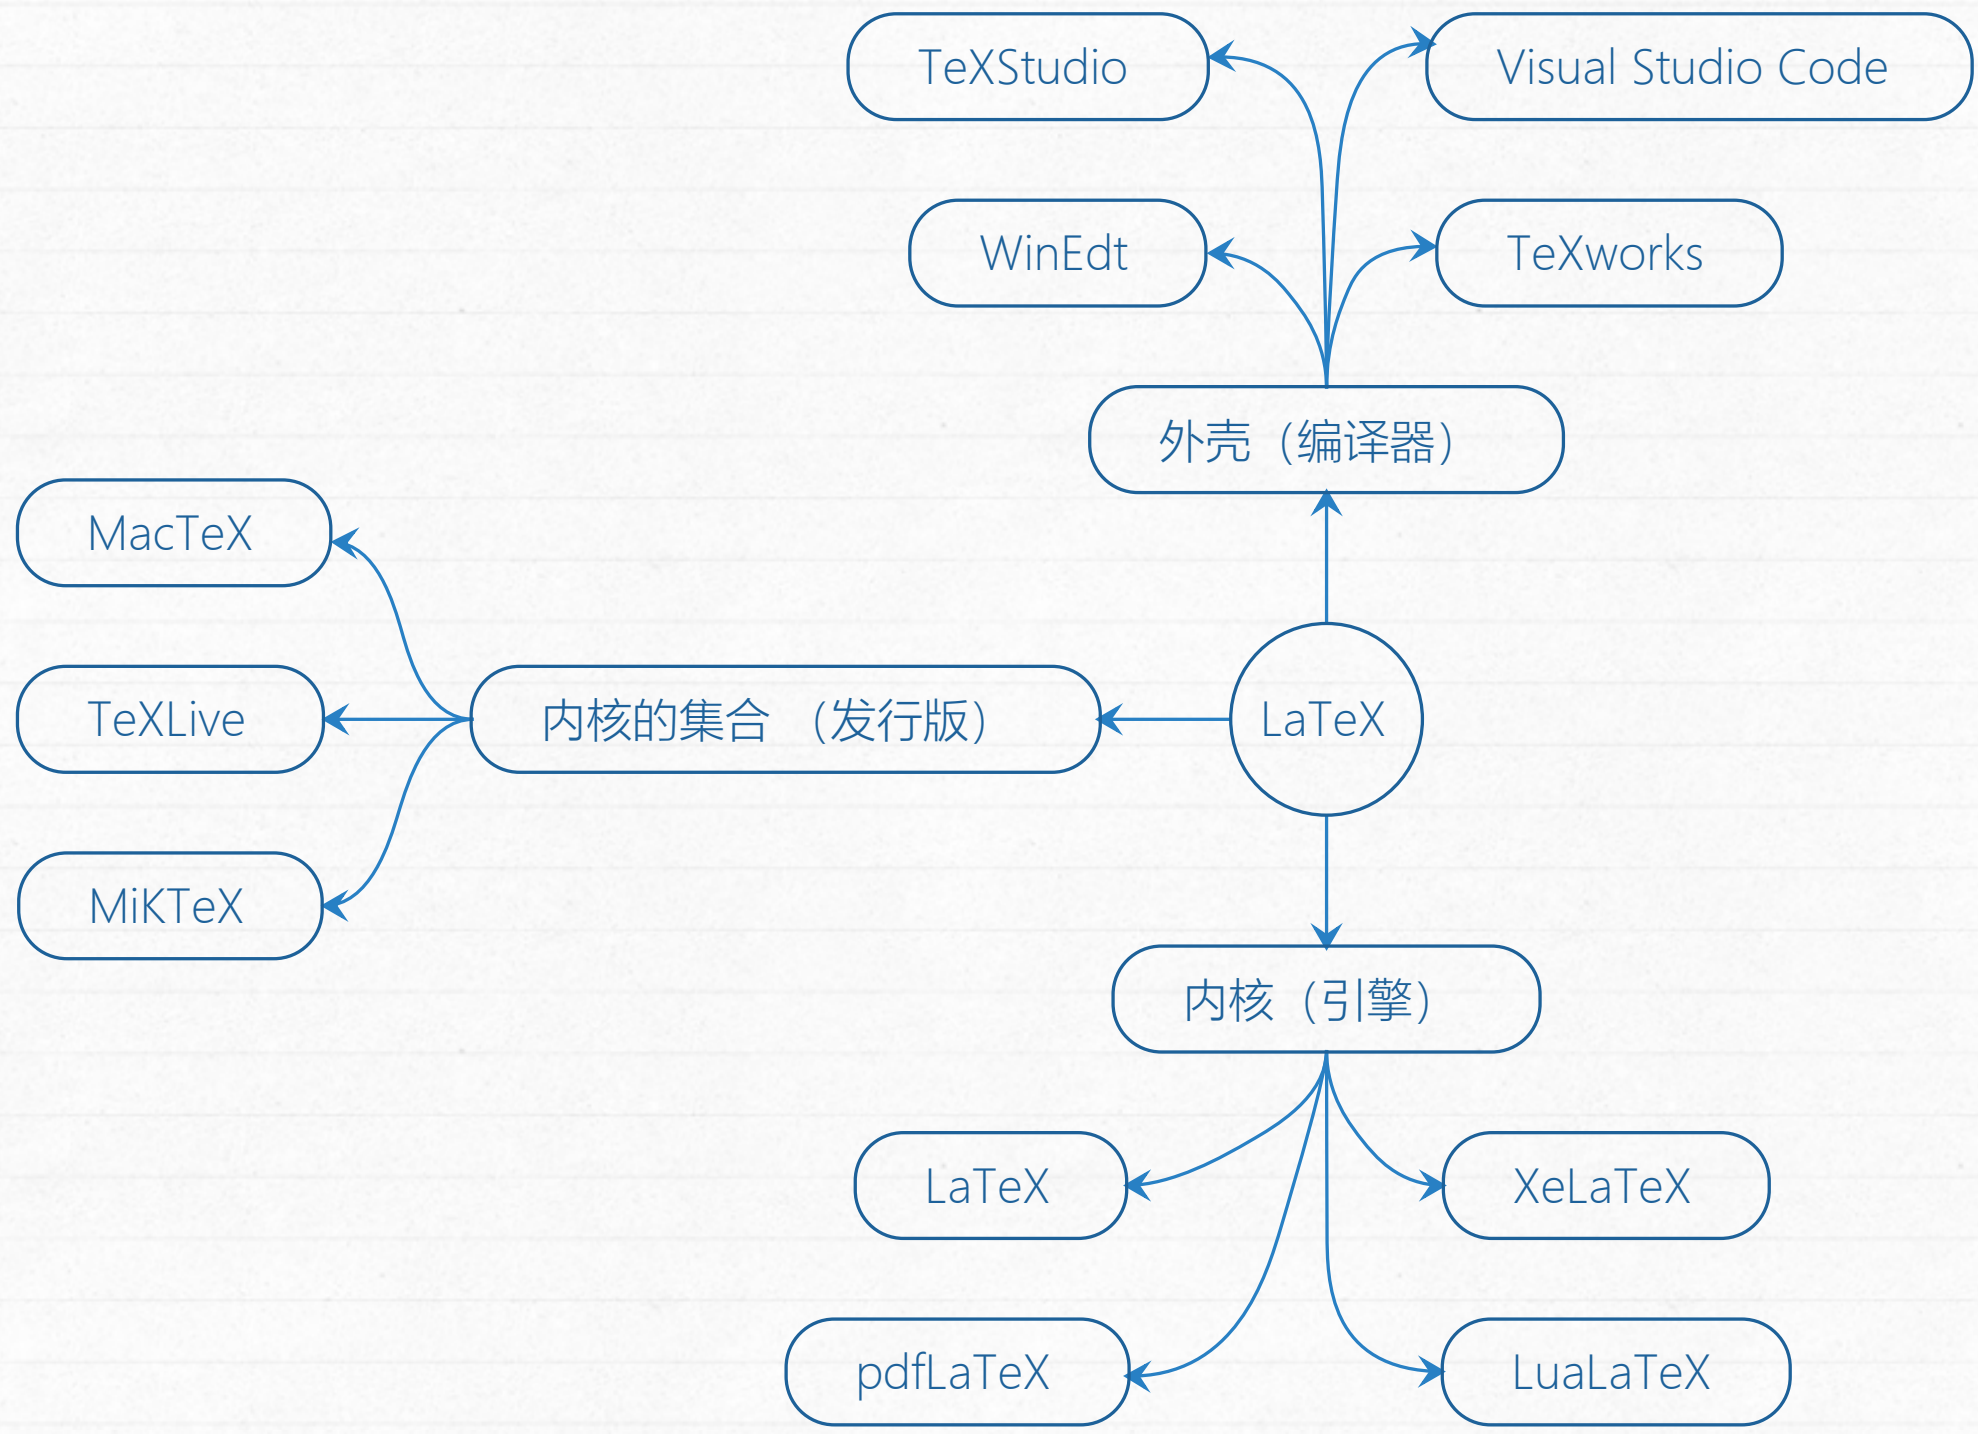 TeXStudio
Visual Studio Code
WinEdt
TeXworks
外壳（编译器）
MacTeX
TeXLive
内核的集合 （发行版）
LaTeX
MiKTeX
内核（引擎）
LaTeX
XeLaTeX
pdfLaTeX
LuaLaTeX